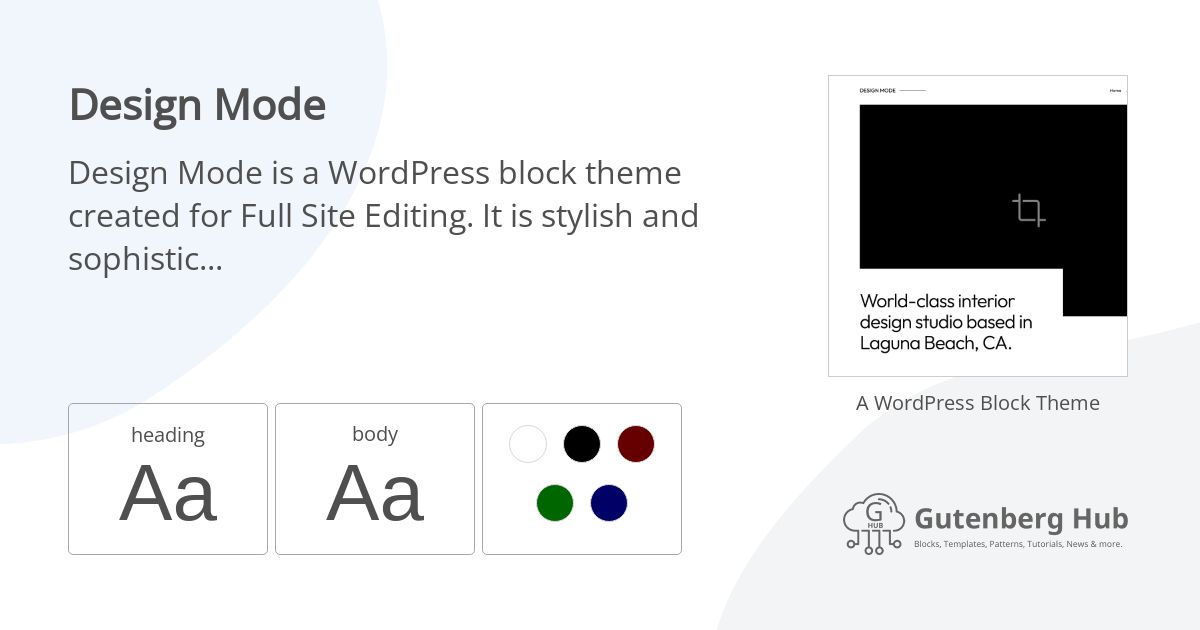 Design Mode
Design Mode is a WordPress block theme
created for Full Site Editing. It is stylish and
sophistic...
DESIGN MODE
Home
World-class interior
design studio based in
Laguna Beach, CA.
A WordPress Block Theme
heading
Aa
body
Aa
G
HUB
Gutenberg Hub
Blocks, Templates, Patterns, Tutorials, News & more.